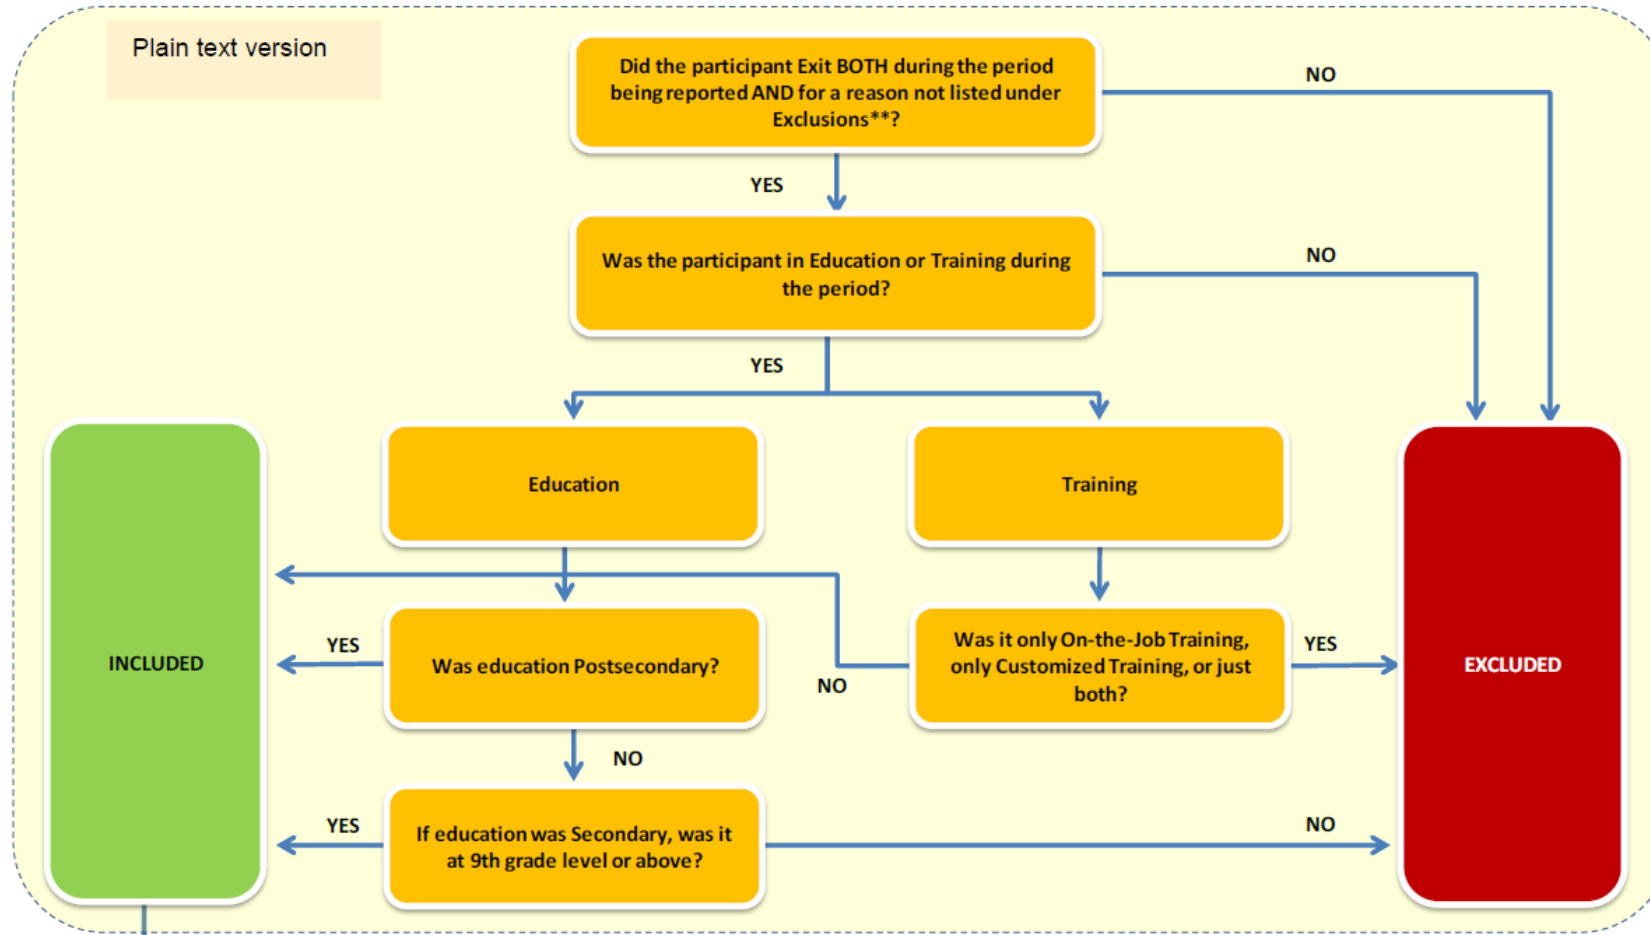 Plain text version
Did the participant Exit BOTH during the period
being reported AND for a reason not listed under
Exclusions**?
NO
YES
Was the participant in Education or Training during
the period?
NO
YES
Education
Training
INCLUDED
YES
Was education Postsecondary?
NO
Was it only On-the-Job Training,
only Customized Training, or just
both?
YES
EXCLUDED
NO
YES
If education was Secondary, was it
at 9th grade level or above?
NO